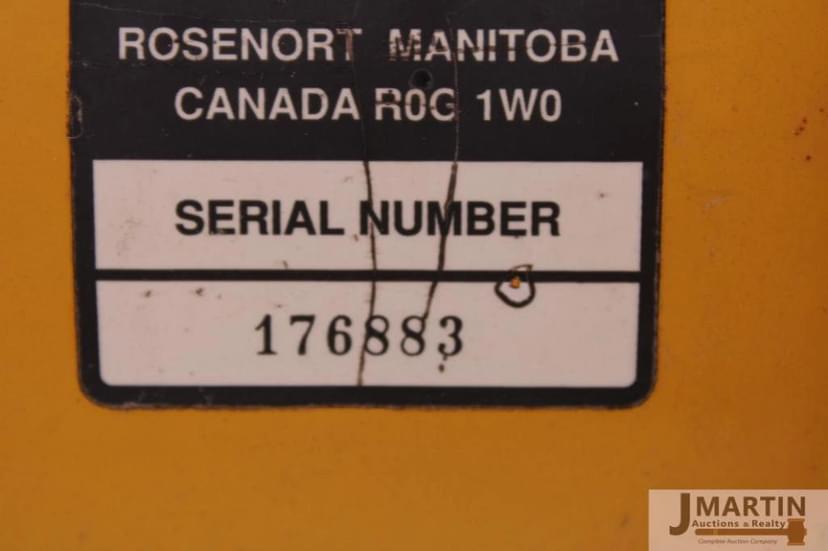 ROSENORT MANITOBA
CANADA R0G 1W0
SERIAL NUMBER
176883
JMARTIN
Auctions & Realty
Complete Auction Company